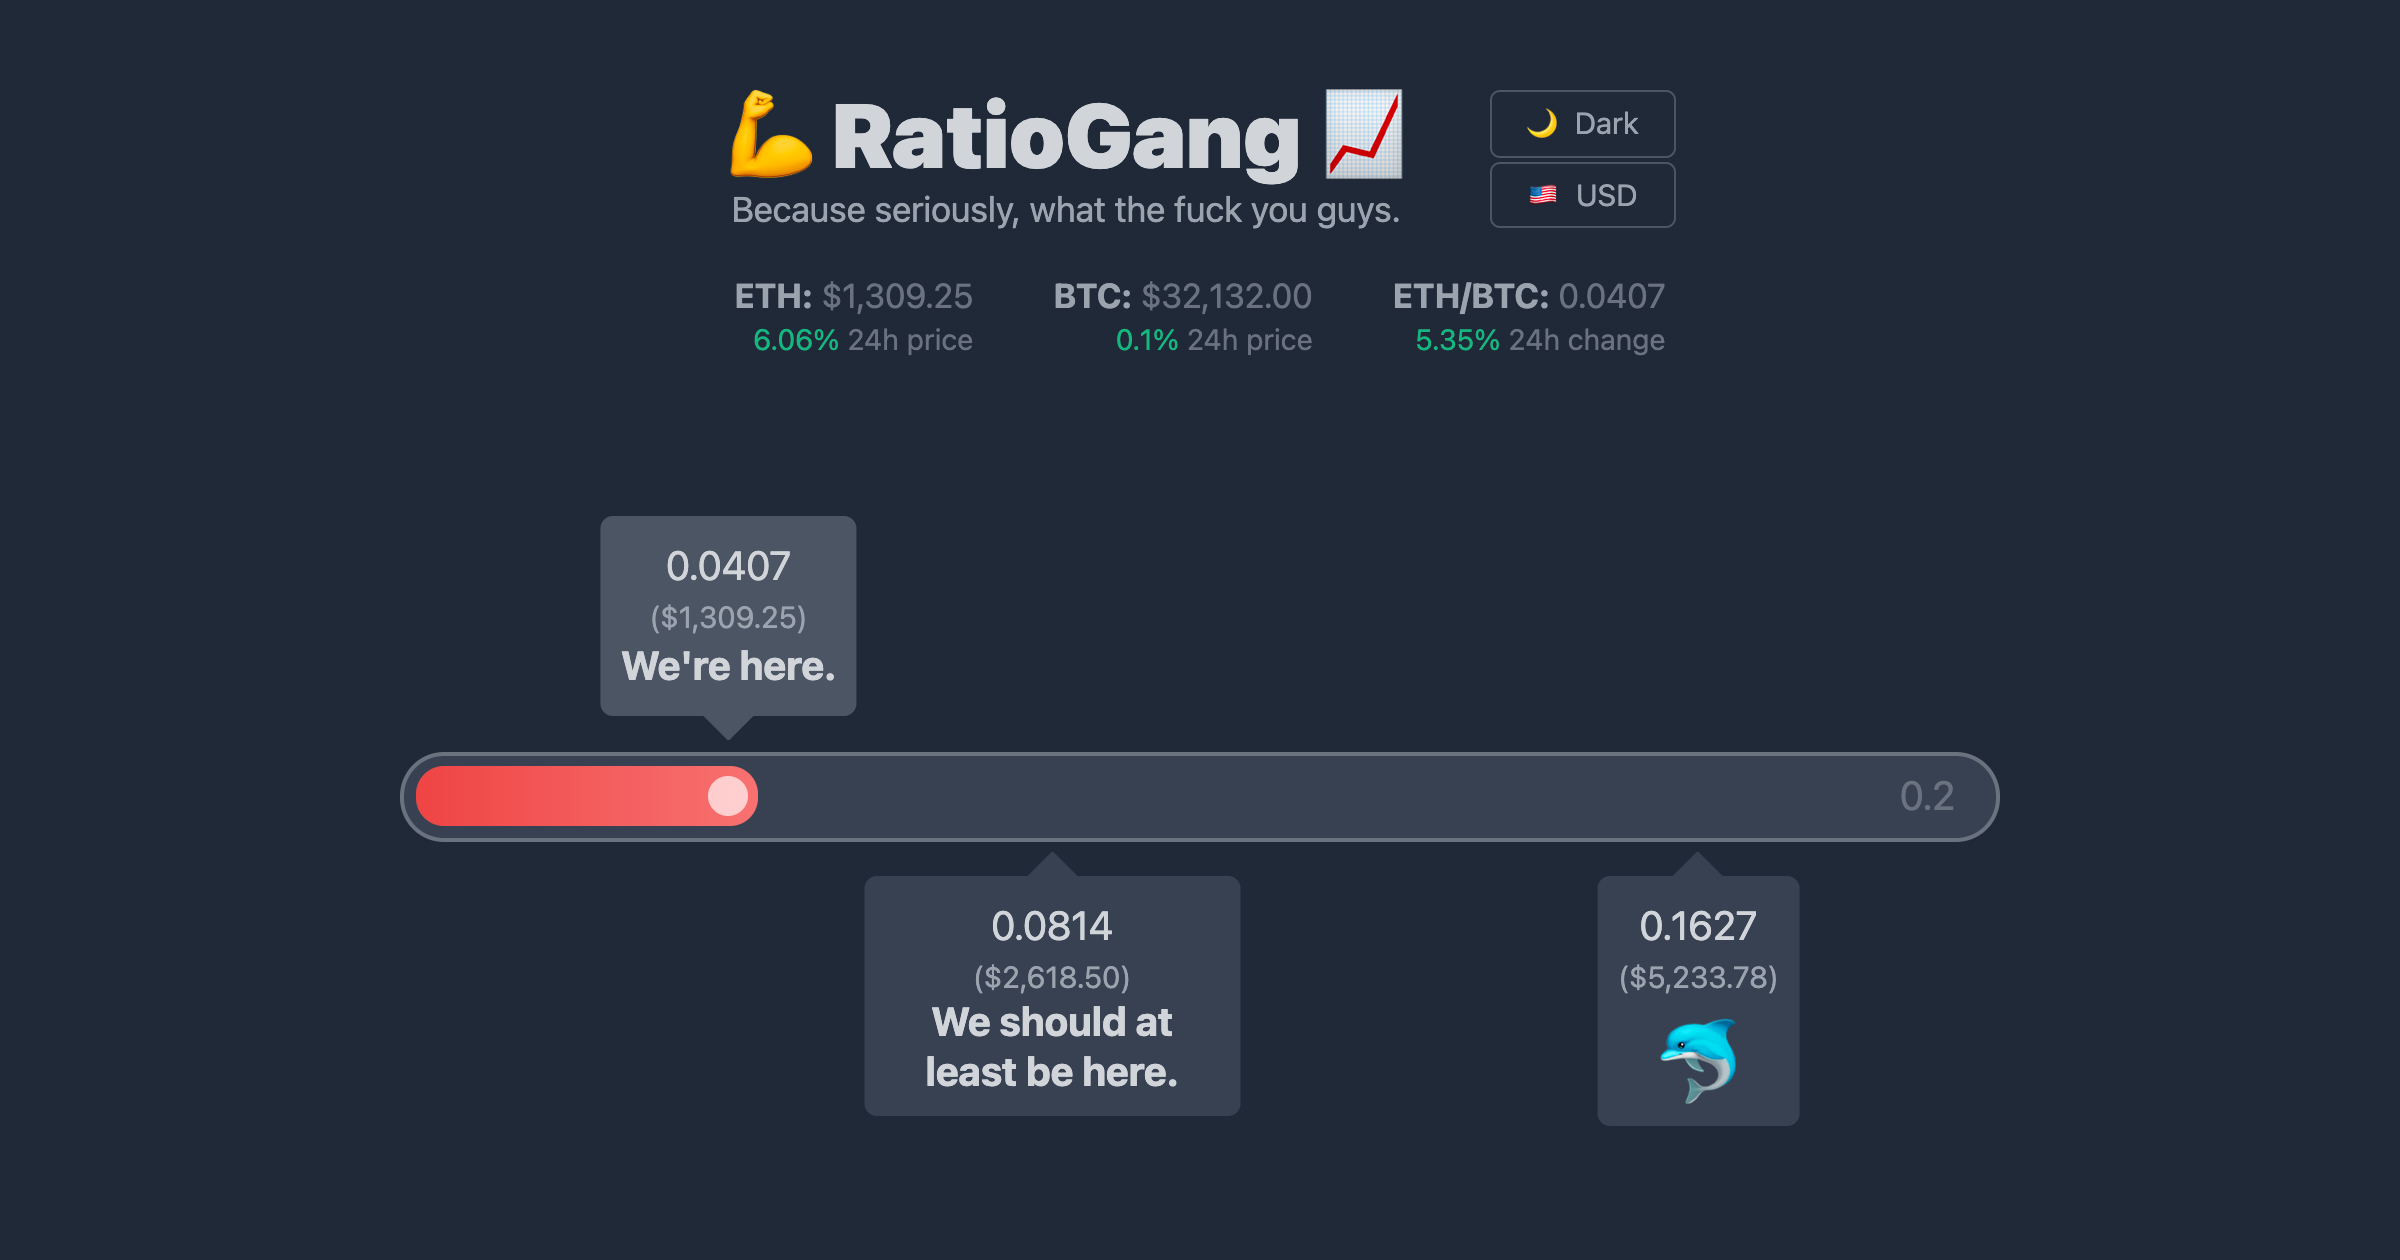 💪 RatioGang 📈
Because seriously, what the fuck you guys.
🌙 Dark
🇺🇸 USD
ETH: $1,309.25
6.06% 24h price
BTC: $32,132.00
0.1% 24h price
ETH/BTC: 0.0407
5.35% 24h change
0.0407
($1,309.25)
We're here.
0.2
0.0814
($2,618.50)
We should at
least be here.
0.1627
($5,233.78)
🐬